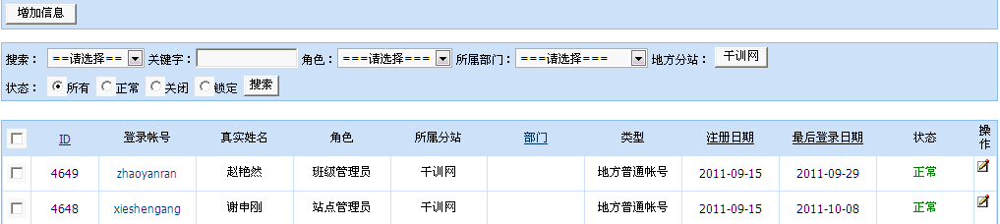 增加信息
搜索： ==请选择== 关键字： 角色： ===请选择=== 所属部门： ===请选择=== 地方分站： 干训网
状态： 所有 正常 关闭 锁定 搜索
ID 登录帐号 真实姓名 角色 所属分站 部门 类型 注册日期 最后登录日期 状态 操作
4649 zhaoyanran 赵艳然 班级管理员 干训网 地方普通帐号 2011-09-15 2011-09-29 正常
4648 xieshengang 谢申刚 站点管理员 干训网 地方普通帐号 2011-09-15 2011-10-08 正常